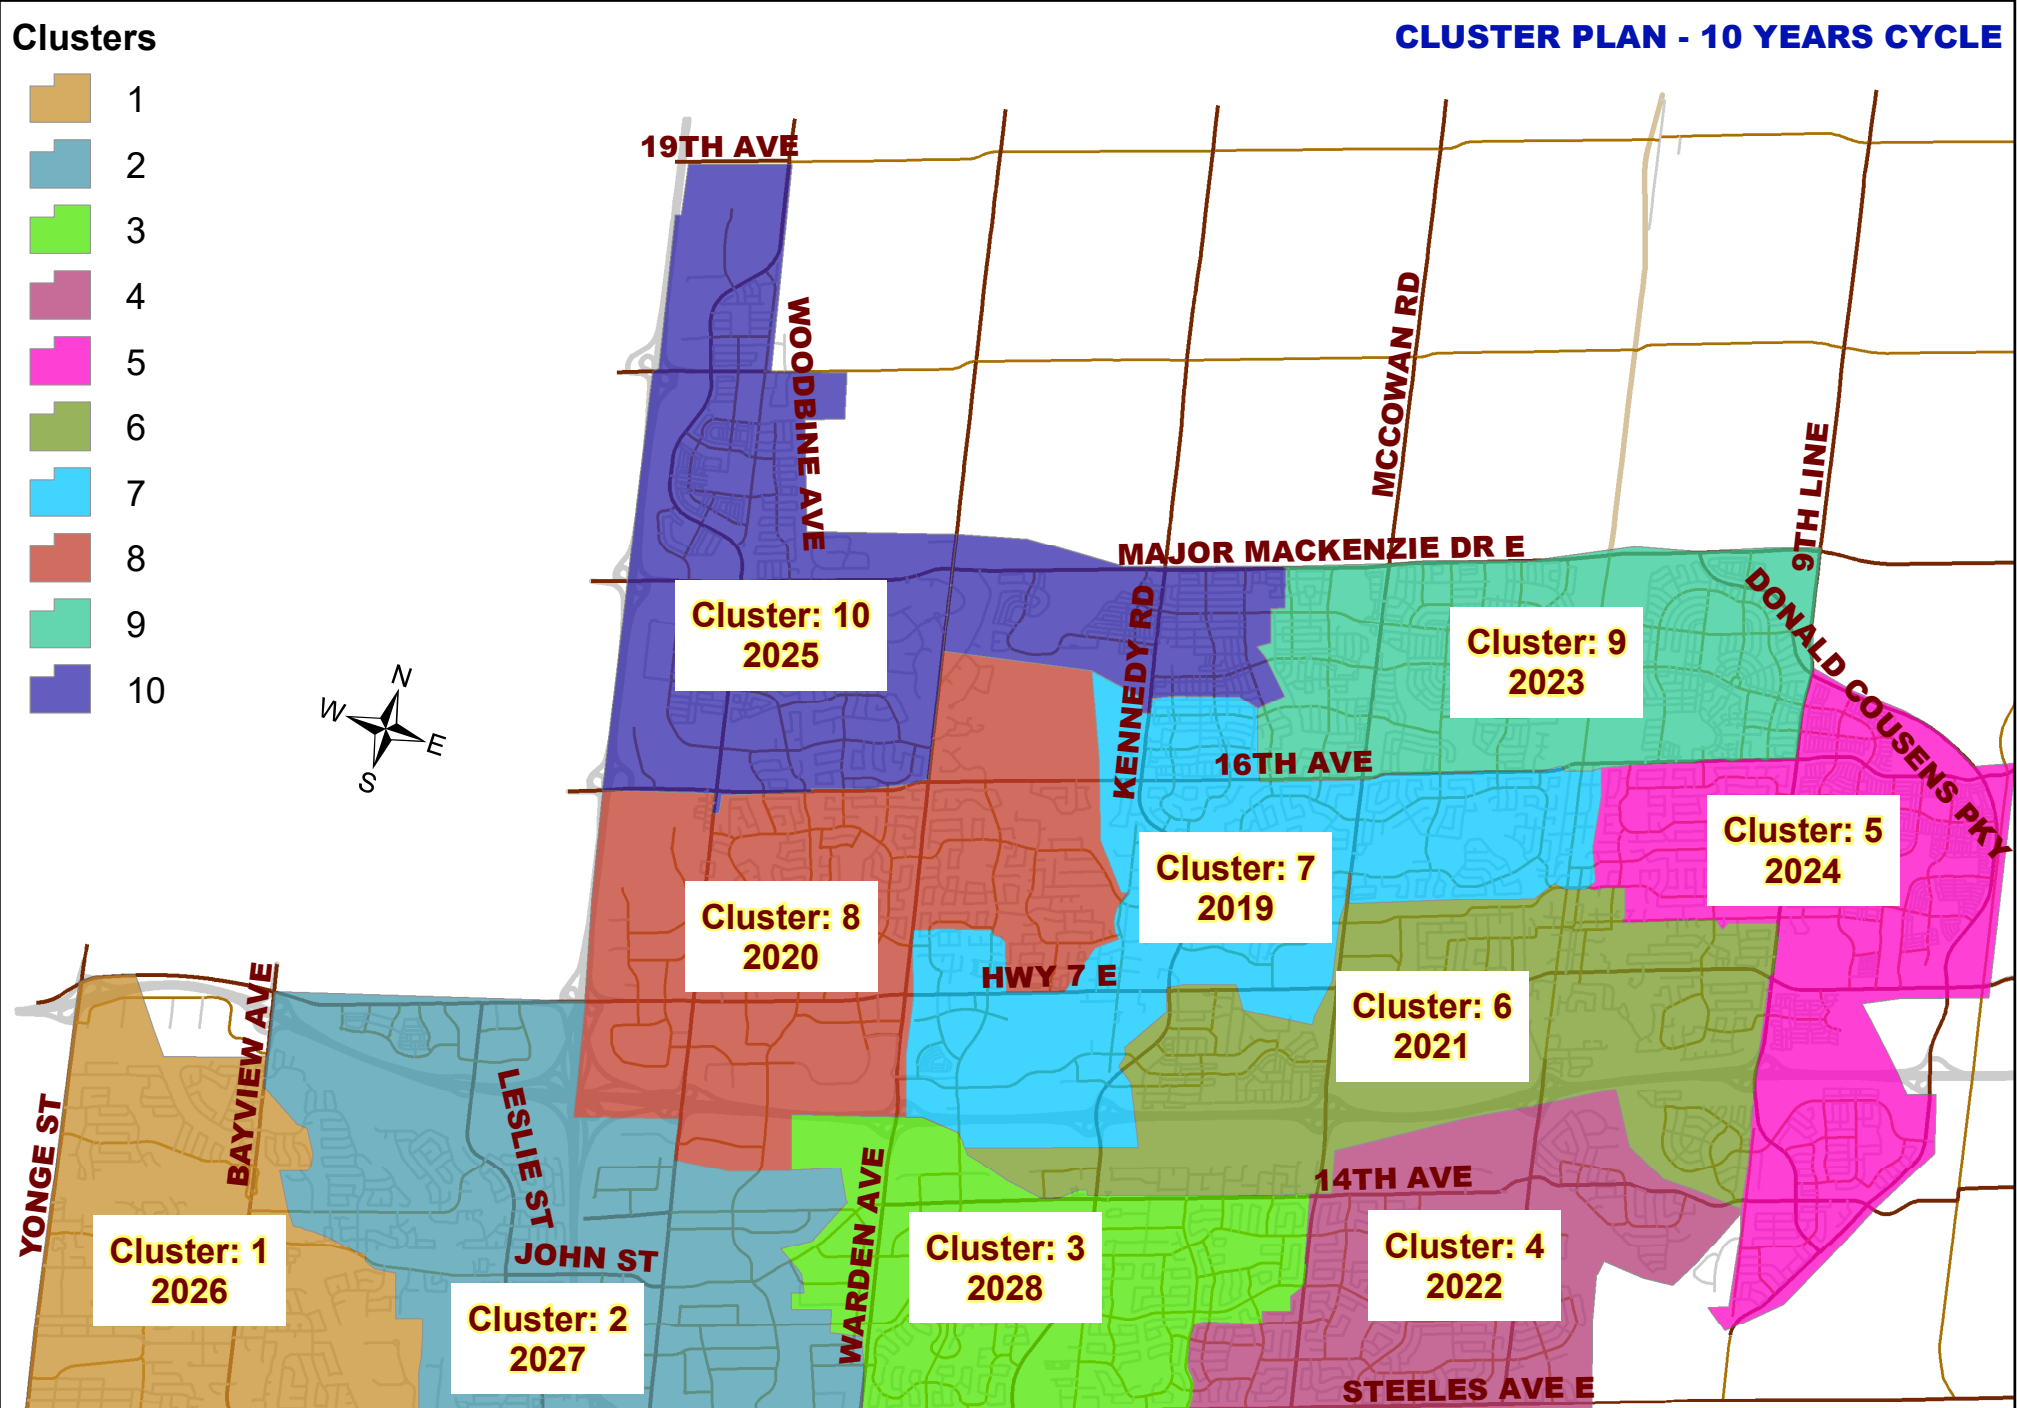 Clusters
CLUSTER PLAN - 10 YEARS CYCLE
1
2
3
4
5
6
7
8
9
10
19TH AVE
WOODBINE AVE
MCCOWAN RD
9TH LINE
MAJOR MACKENZIE DR E
DONALD COUSENS PKY
KENNEDY RD
16TH AVE
N
W
E
S
Cluster: 10
2025
Cluster: 9
2023
Cluster: 5
2024
Cluster: 7
2019
Cluster: 8
2020
HWY 7 E
Cluster: 6
2021
YONGE ST
BAYVIEW AVE
LESLIE ST
JOHN ST
WARDEN AVE
14TH AVE
Cluster: 1
2026
Cluster: 2
2027
Cluster: 3
2028
Cluster: 4
2022
STEELES AVE E